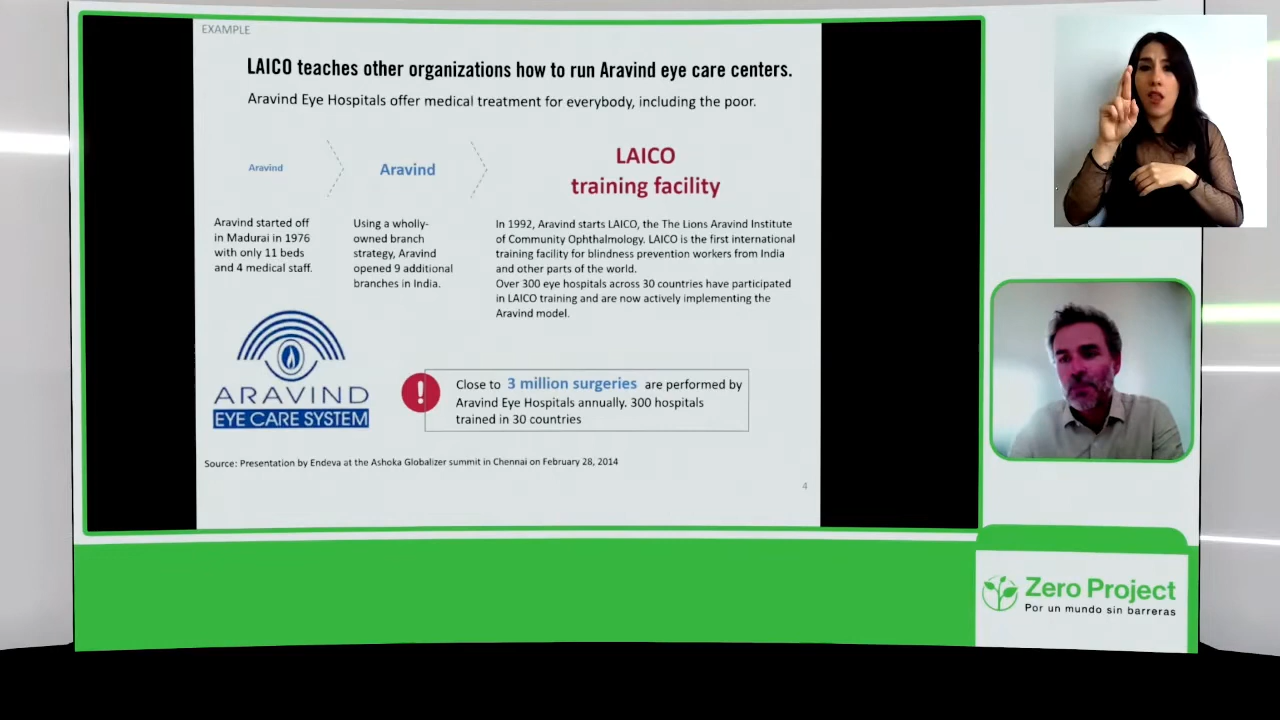 EXAMPLE
LAICO teaches other organizations how to run Aravind eye care centers.
Aravind Eye Hospitals offer medical treatment for everybody, including the poor.
Aravind
Aravind
LAICO
training facility
Aravind started off
in Madurai in 1976
with only 11 beds
and 4 medical staff.
Using a wholly-
owned branch
strategy, Aravind
opened 9 additional
branches in India.
In 1992, Aravind starts LAICO, the The Lions Aravind Institute
of Community Ophthalmology. LAICO is the first international
training facility for blindness prevention workers from India
and other parts of the world.
Over 300 eye hospitals across 30 countries have participated
in LAICO training and are now actively implementing the
Aravind model.
ARAVIND
EYE CARE SYSTEM
!
Close to 3 million surgeries are performed by
Aravind Eye Hospitals annually. 300 hospitals
trained in 30 countries
Source: Presentation by Endeva at the Ashoka Globalizer summit in Chennai on February 28, 2014
4
Zero Project
Por un mundo sin barreras